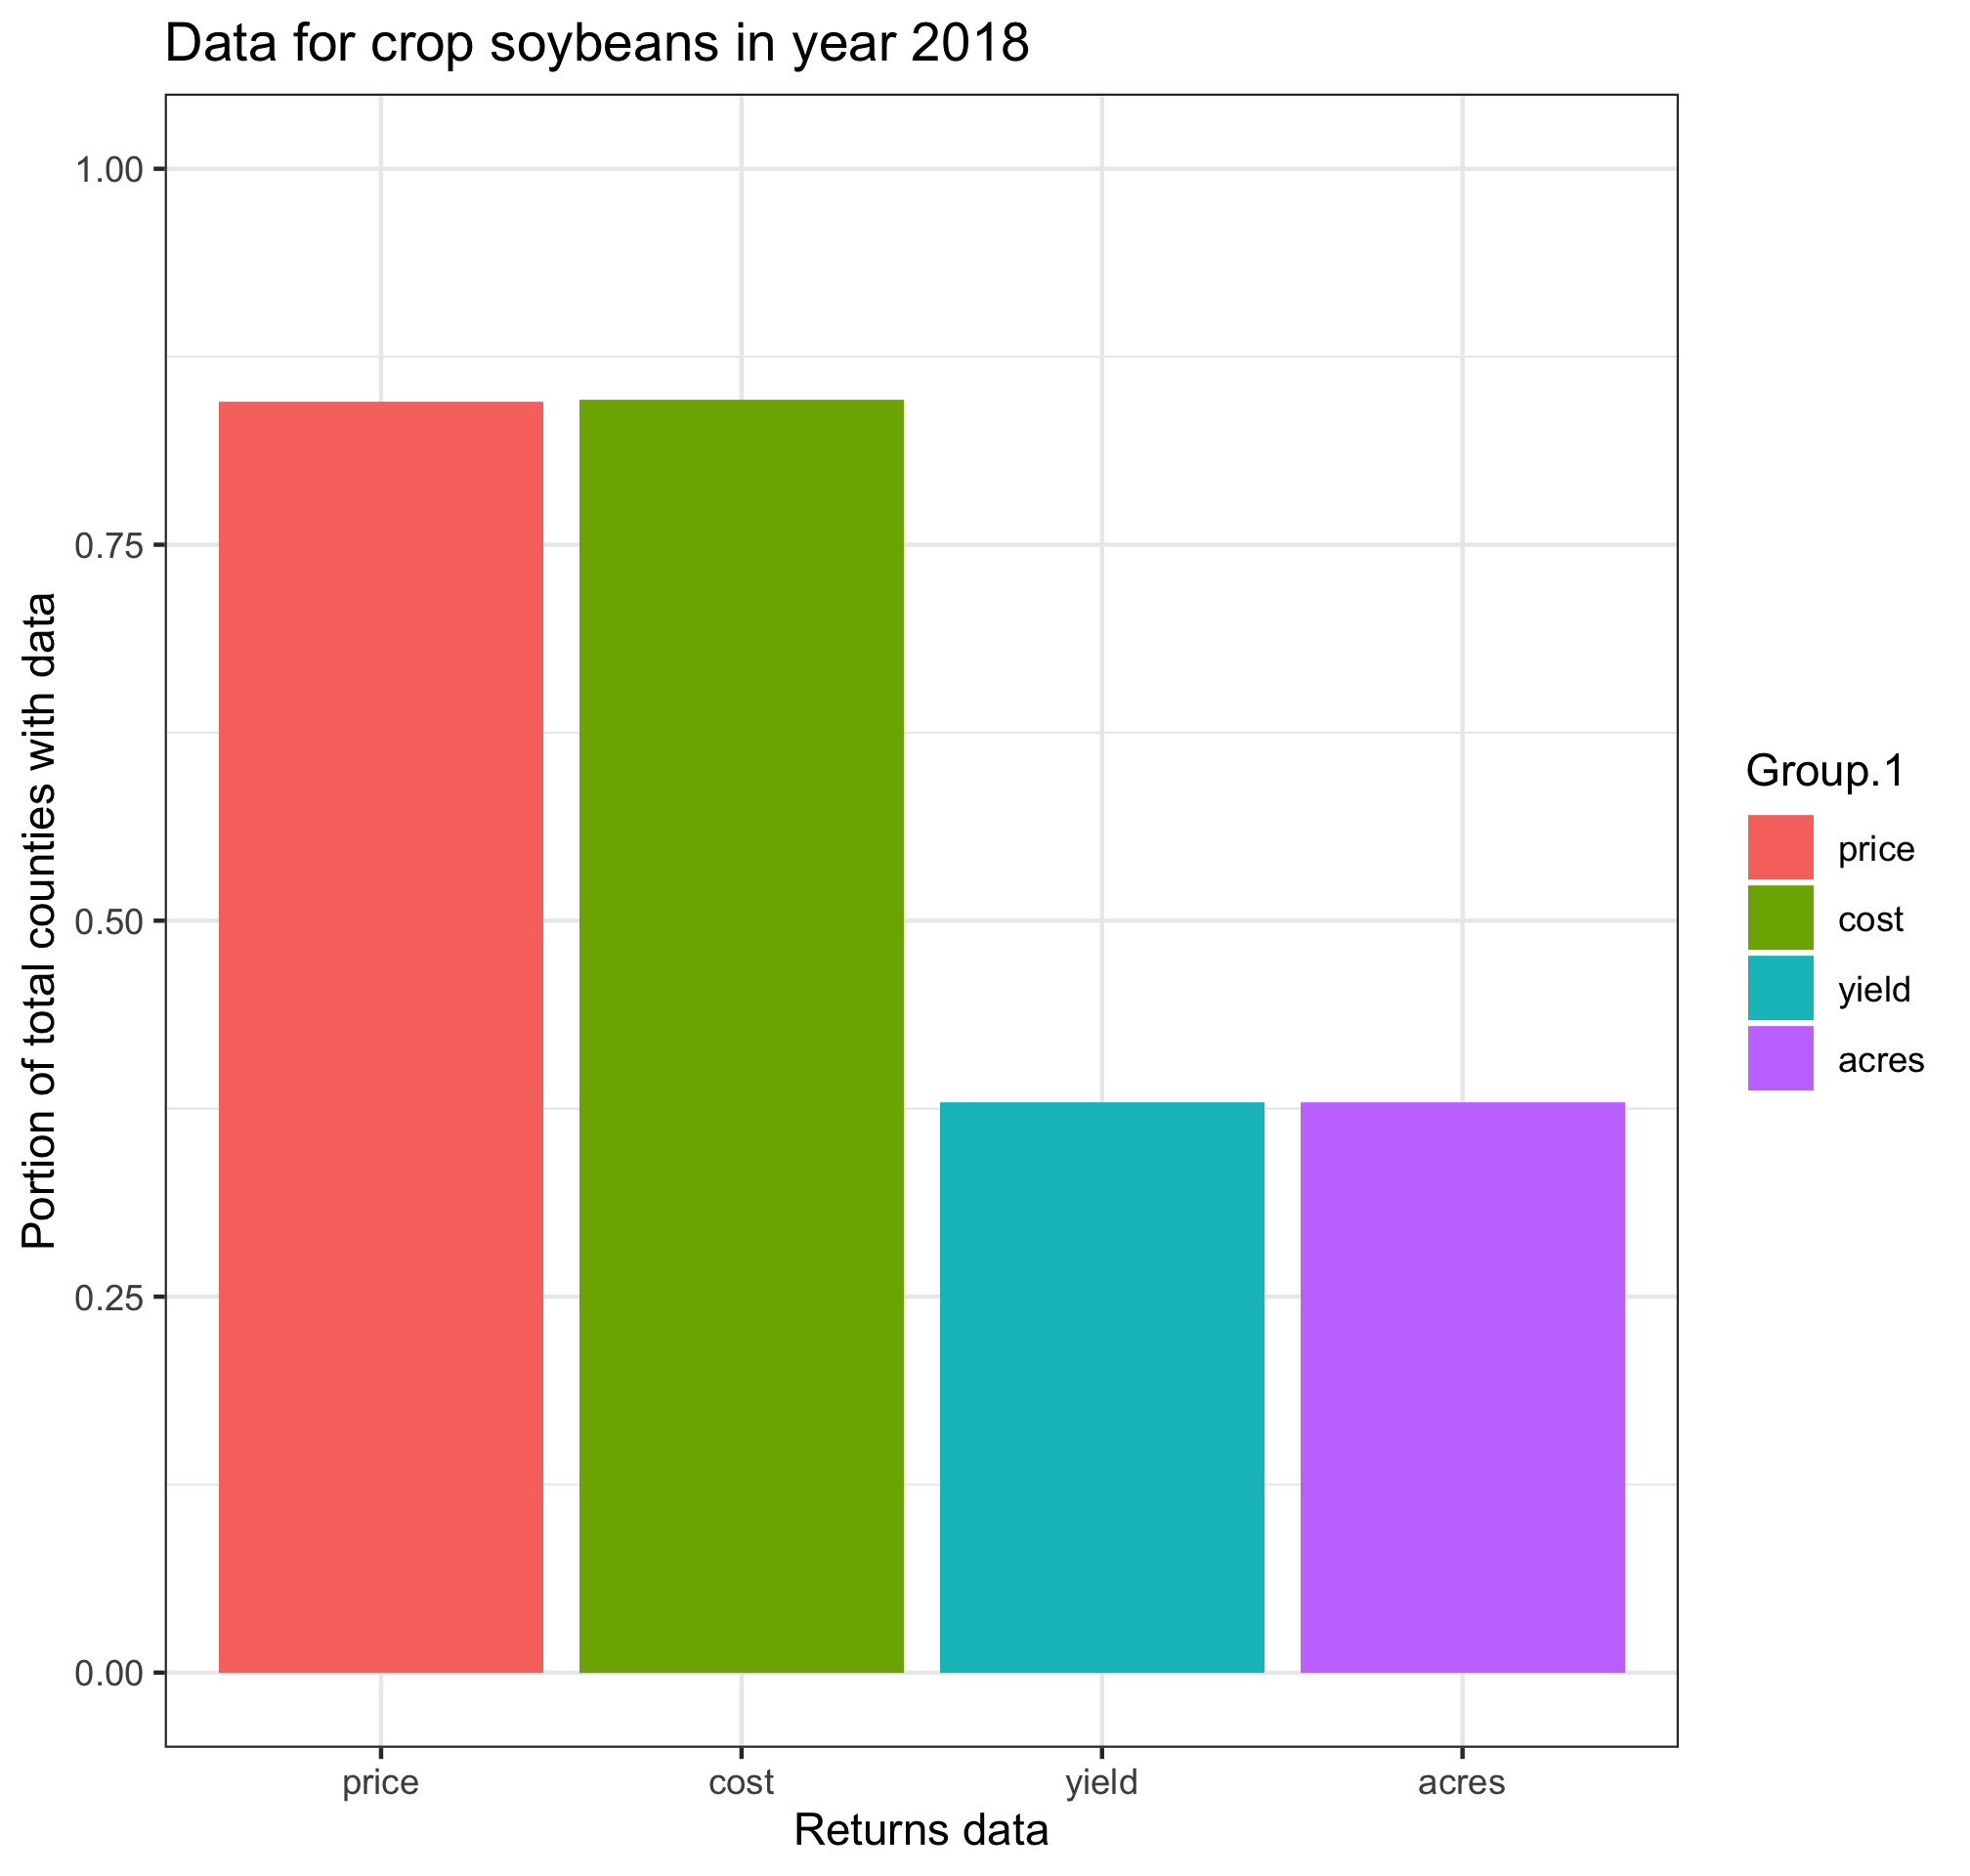 Data for crop soybeans in year 2018
Portion of total counties with data
1.00
0.75
0.50
0.25
0.00
price
cost
yield
acres
Returns data
Group.1
price
cost
yield
acres